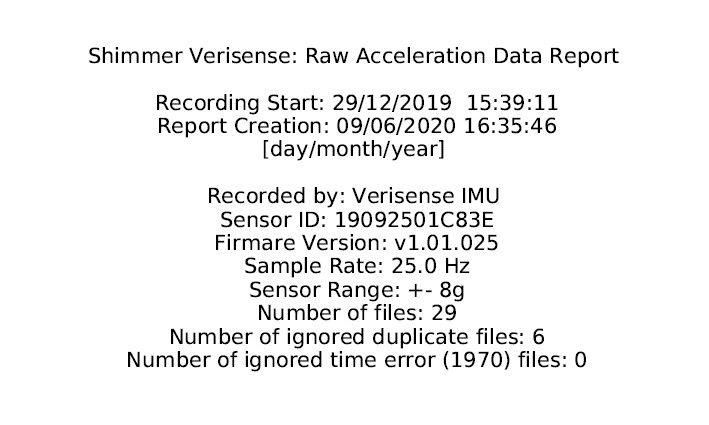 Shimmer Verisense: Raw Acceleration Data Report
Recording Start: 29/12/2019  15:39:11
Report Creation: 09/06/2020 16:35:46
[day/month/year]
Recorded by: Verisense IMU
Sensor ID: 19092501C83E
Firmare Version: v1.01.025
Sample Rate: 25.0 Hz
Sensor Range: +- 8g
Number of files: 29
Number of ignored duplicate files: 6
Number of ignored time error (1970) files: 0